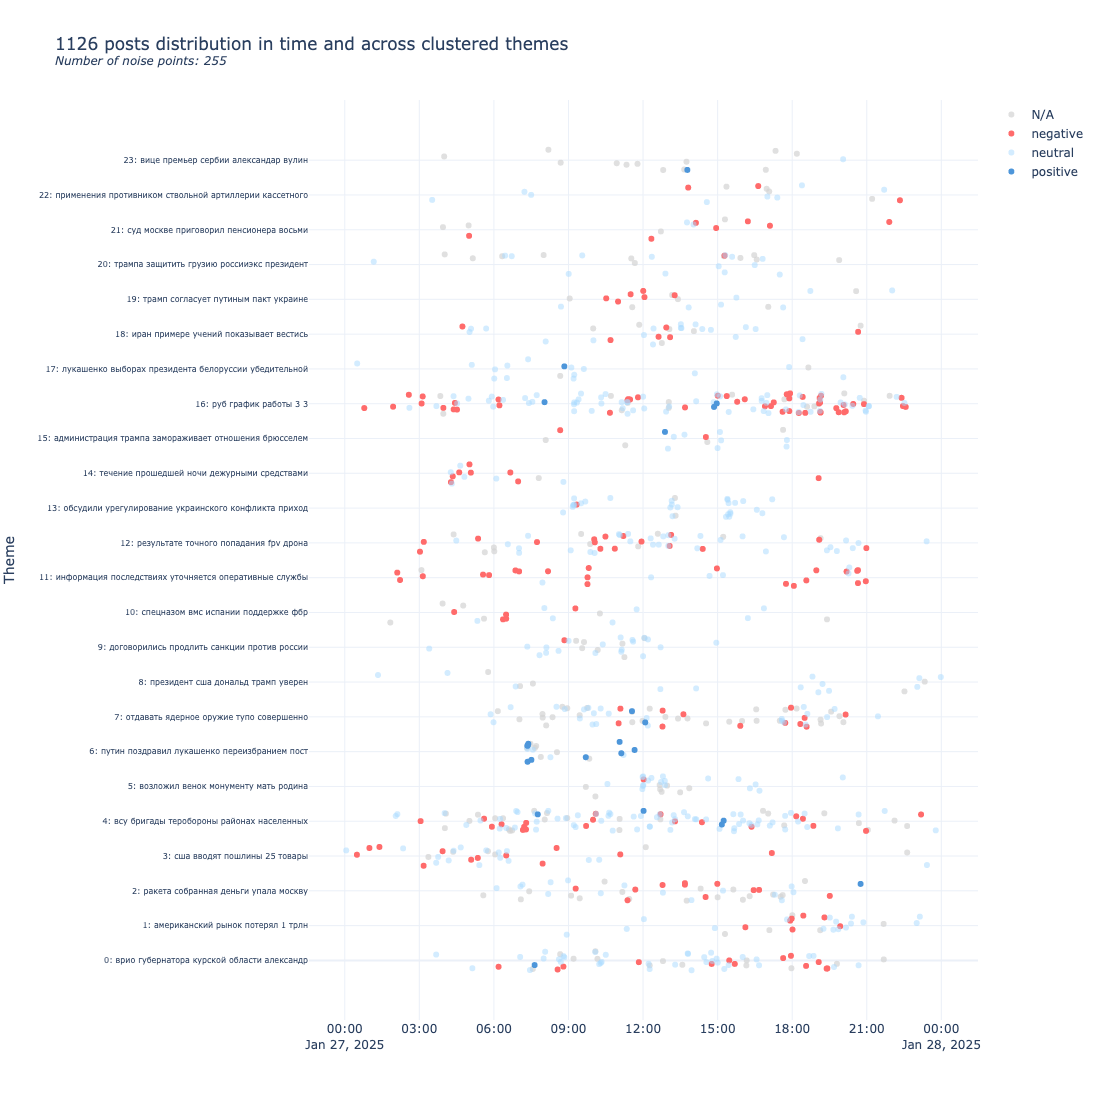 1126 posts distribution in time and across clustered themes
Number of noise points: 255
N/A
negative
neutral
positive
Theme
23: вице премьер сербии александар вулин
22: применения противником ствольной артиллерии кассетного
21: суд москве приговорил пенсионера восьми
20: трампа защитить грузию россииэкс президент
19: трамп согласует путиным пакт украине
18: иран примере учений показывает вестись
17: лукашенко выборах президента белоруссии убедительной
16: руб график работы 3 3
15: администрация трампа замораживает отношения брюсселем
14: течение прошедшей ночи дежурными средствами
13: обсудили урегулирование украинского конфликта приход
12: результате точного попадания fpv дрона
11: информация последствиях уточняется оперативные службы
10: спецназом вмс испании поддержке фбр
9: договорились продлить санкции против россии
8: президент сша дональд трамп уверен
7: отдавать ядерное оружие тупо совершенно
6: путин поздравил лукашенко переизбранием пост
5: возложил венок монументу мать родина
4: всу бригады теробороны районах населенных
3: сша вводят пошлины 25 товары
2: ракета собранная деньги упала москву
1: американский рынок потерял 1 трлн
0: врио губернатора курской области александр
00:00 03:00 06:00 09:00 12:00 15:00 18:00 21:00 00:00
Jan 27, 2025 Jan 28, 2025